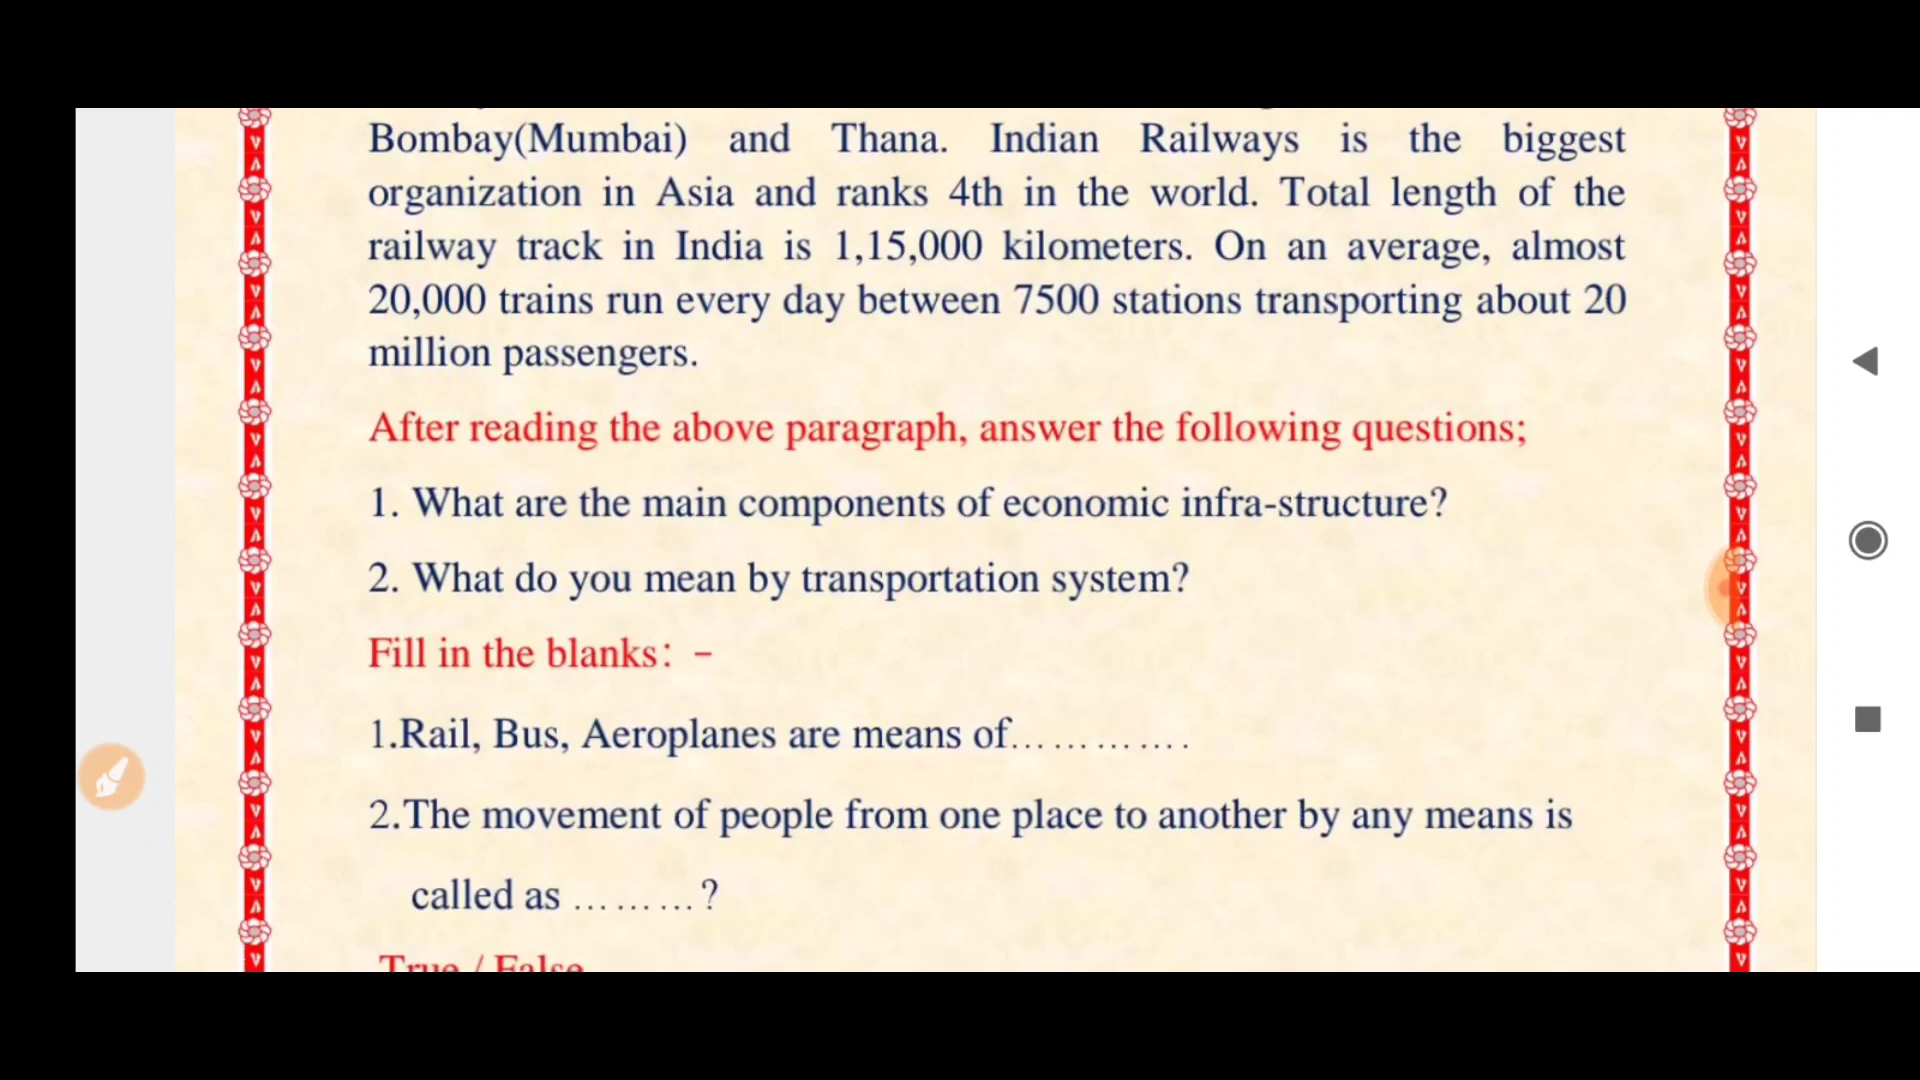 Bombay(Mumbai) and Thana. Indian Railways is the biggest
organization in Asia and ranks 4th in the world. Total length of the
railway track in India is 1,15,000 kilometers. On an average, almost
20,000 trains run every day between 7500 stations transporting about 20
million passengers.
After reading the above paragraph, answer the following questions;
1. What are the main components of economic infra-structure?
2. What do you mean by transportation system?
Fill in the blanks: –
1.Rail, Bus, Aeroplanes are means of………….
2.The movement of people from one place to another by any means is
called as ………?
True / False